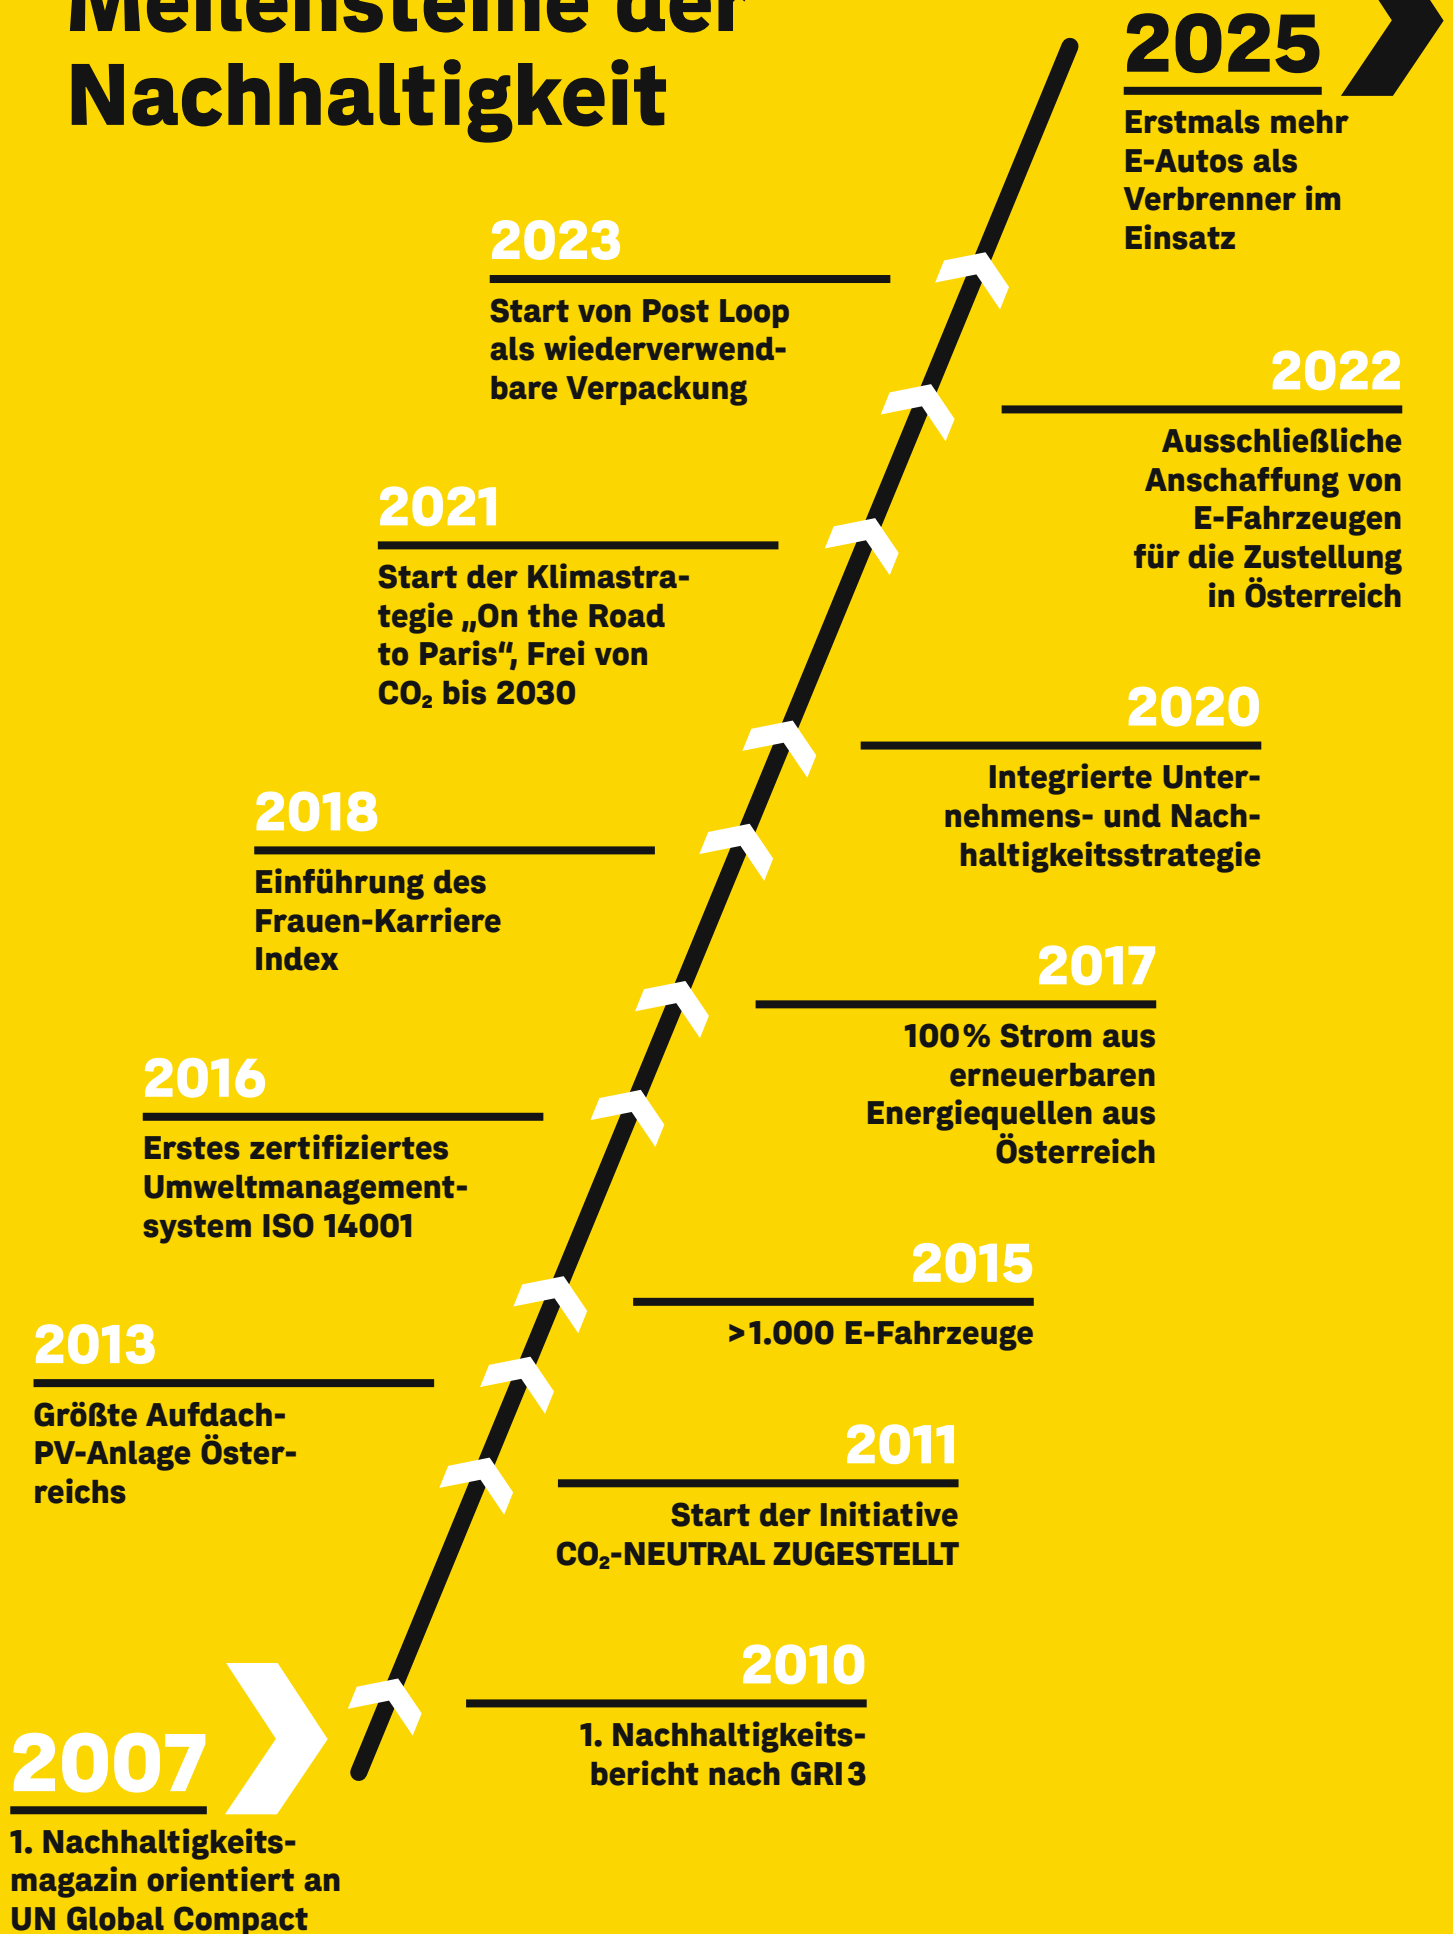 Meilensteine der
Nachhaltigkeit
2025
Erstmals mehr
E-Autos als
Verbrenner im
Einsatz
2023
Start von Post Loop
als wiederverwend-
bare Verpackung
2022
Ausschließliche
Anschaffung von
E-Fahrzeugen
für die Zustellung
in Österreich
2021
Start der Klimastra-
tegie „On the Road
to Paris“, Frei von
CO₂ bis 2030
2020
Integrierte Unter-
nehmens- und Nach-
haltigkeitsstrategie
2018
Einführung des
Frauen-Karriere
Index
2017
100% Strom aus
erneuerbaren
Energiequellen aus
Österreich
2016
Erstes zertifiziertes
Umweltmanagement-
system ISO 14001
2015
>1.000 E-Fahrzeuge
2013
Größte Aufdach-
PV-Anlage Öster-
reichs
2011
Start der Initiative
CO₂-NEUTRAL ZUGESTELLT
2010
1. Nachhaltigkeits-
bericht nach GRI 3
2007
1. Nachhaltigkeits-
magazin orientiert an
UN Global Compact